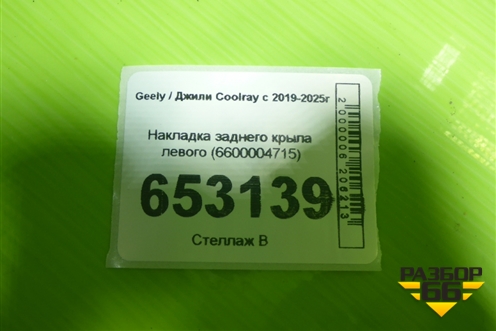 Geely / Джили Coolray с 2019-2025г
Накладка заднего крыла
левого (6600004715)
653139
Стеллаж В
2000006206213
РАЗБОР
66